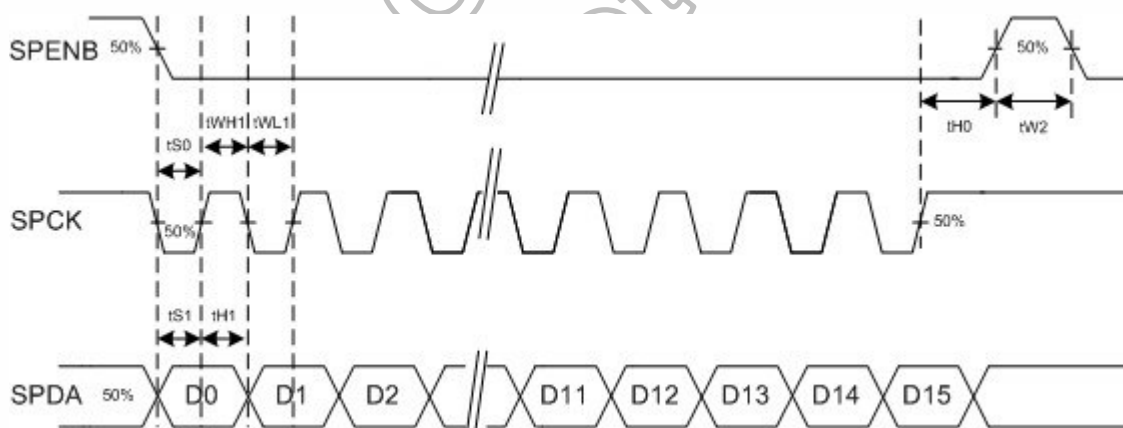 SPENB 50% 50%
tWH1 tWL1 tH0 tW2
tS0
SPCK 50% 50%
tS1 tH1
SPDA 50% D0 D1 D2 D11 D12 D13 D14 D15